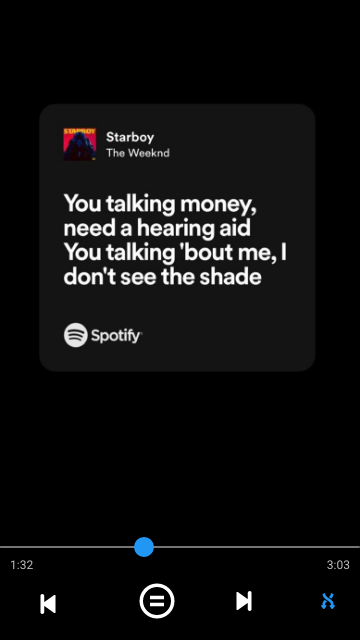 STARBOY
Starboy
The Weeknd
You talking money,
need a hearing aid
You talking 'bout me, I
don't see the shade
Spotify
1:32
3:03